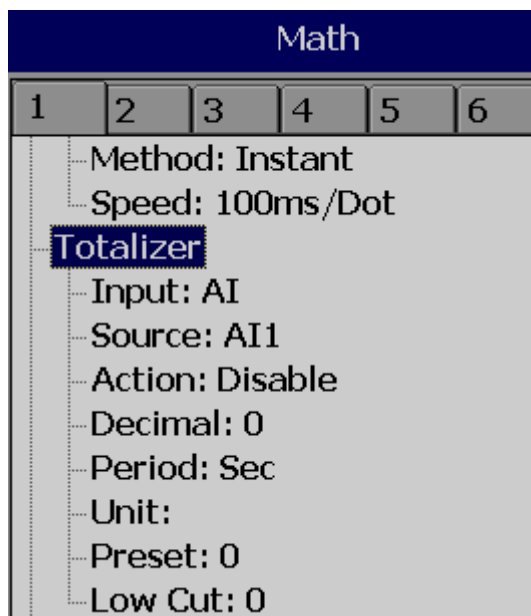 Math
1 2 3 4 5 6
Method: Instant
Speed: 100ms/Dot
Totalizer
Input: AI
Source: AI1
Action: Disable
Decimal: 0
Period: Sec
Unit:
Preset: 0
Low Cut: 0